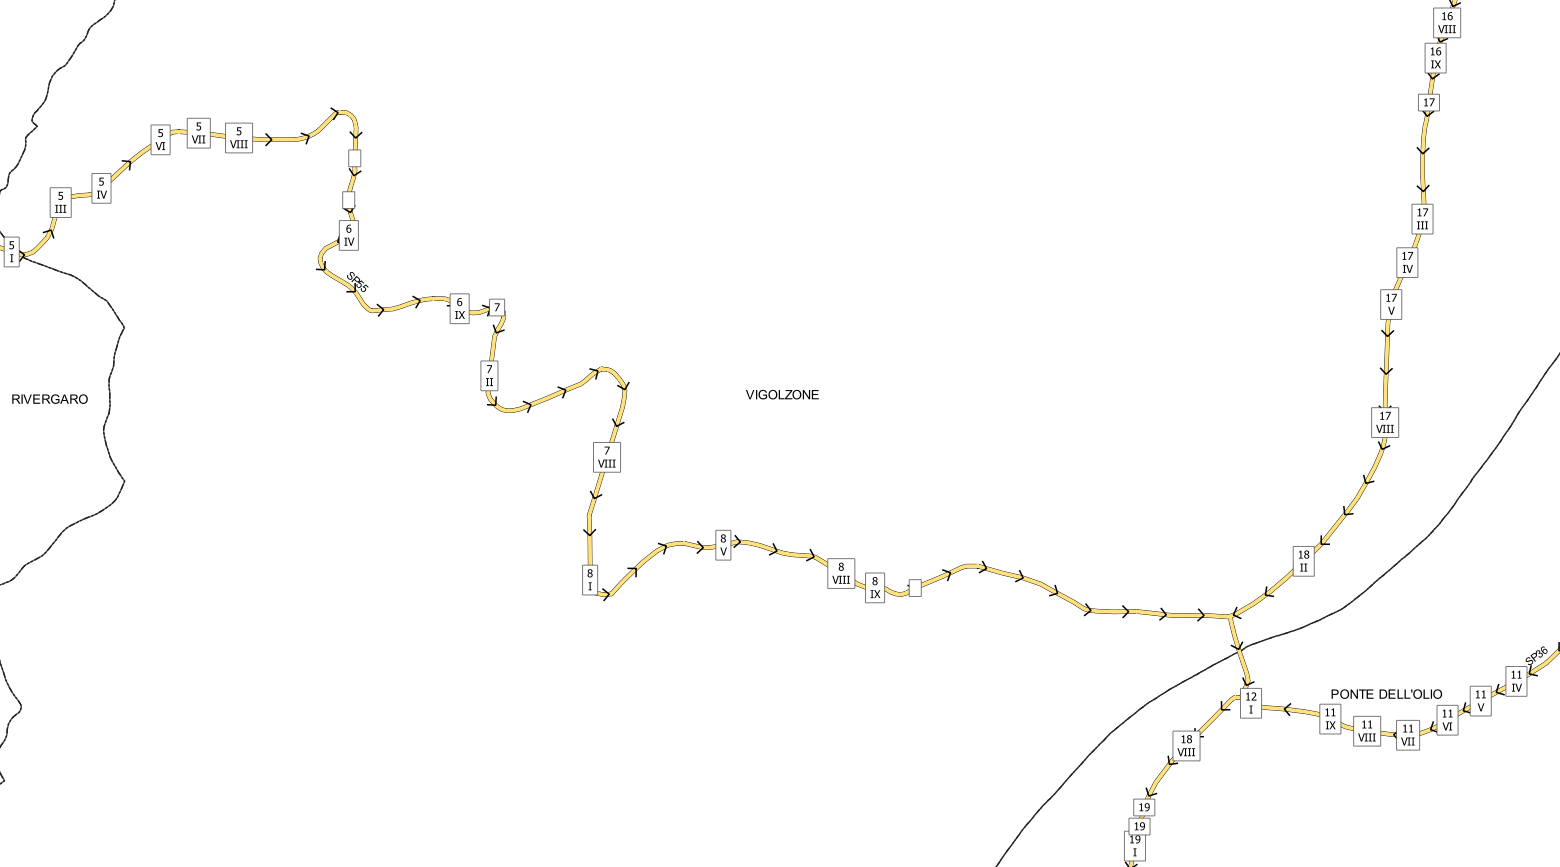 16
VIII
16
IX
17
5
VI
5
VII
5
VIII
5
III
5
IV
17
III
5
I
6
IV
17
IV
SP55
6
IX
7
17
V
7
II
RIVERGARO
VIGOLZONE
17
VIII
7
VIII
8
V
18
II
8
I
8
VIII
8
IX
SP36
11
IV
PONTE DELL'OLIO
11
V
12
I
11
IX
11
VIII
11
VII
11
VI
18
VIII
19
19
19
I